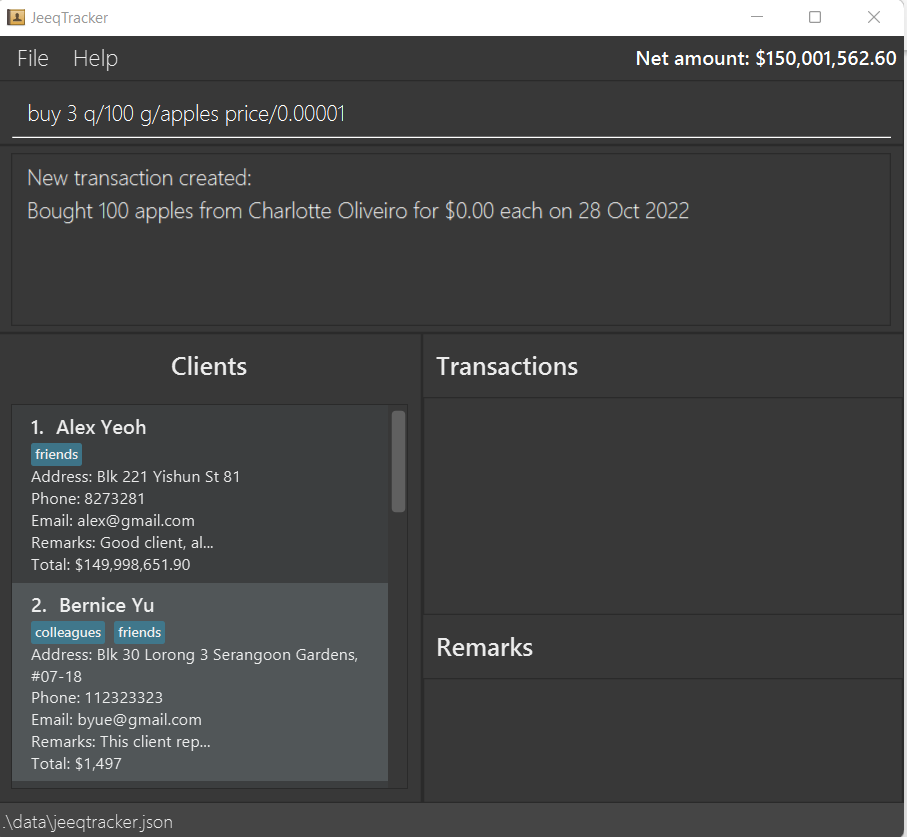 JeeqTracker
File Help Net amount: $150,001,562.60
buy 3 q/100 g/apples price/0.00001
New transaction created:
Bought 100 apples from Charlotte Oliveiro for $0.00 each on 28 Oct 2022
Clients
1. Alex Yeoh
friends
Address: Blk 221 Yishun St 81
Phone: 8273281
Email: alex@gmail.com
Remarks: Good client, al...
Total: $149,998,651.90
2. Bernice Yu
colleagues friends
Address: Blk 30 Lorong 3 Serangoon Gardens,
#07-18
Phone: 112323323
Email: byue@gmail.com
Remarks: This client rep...
Total: $1,497
Transactions
Remarks
.\data\jeeqtracker.json